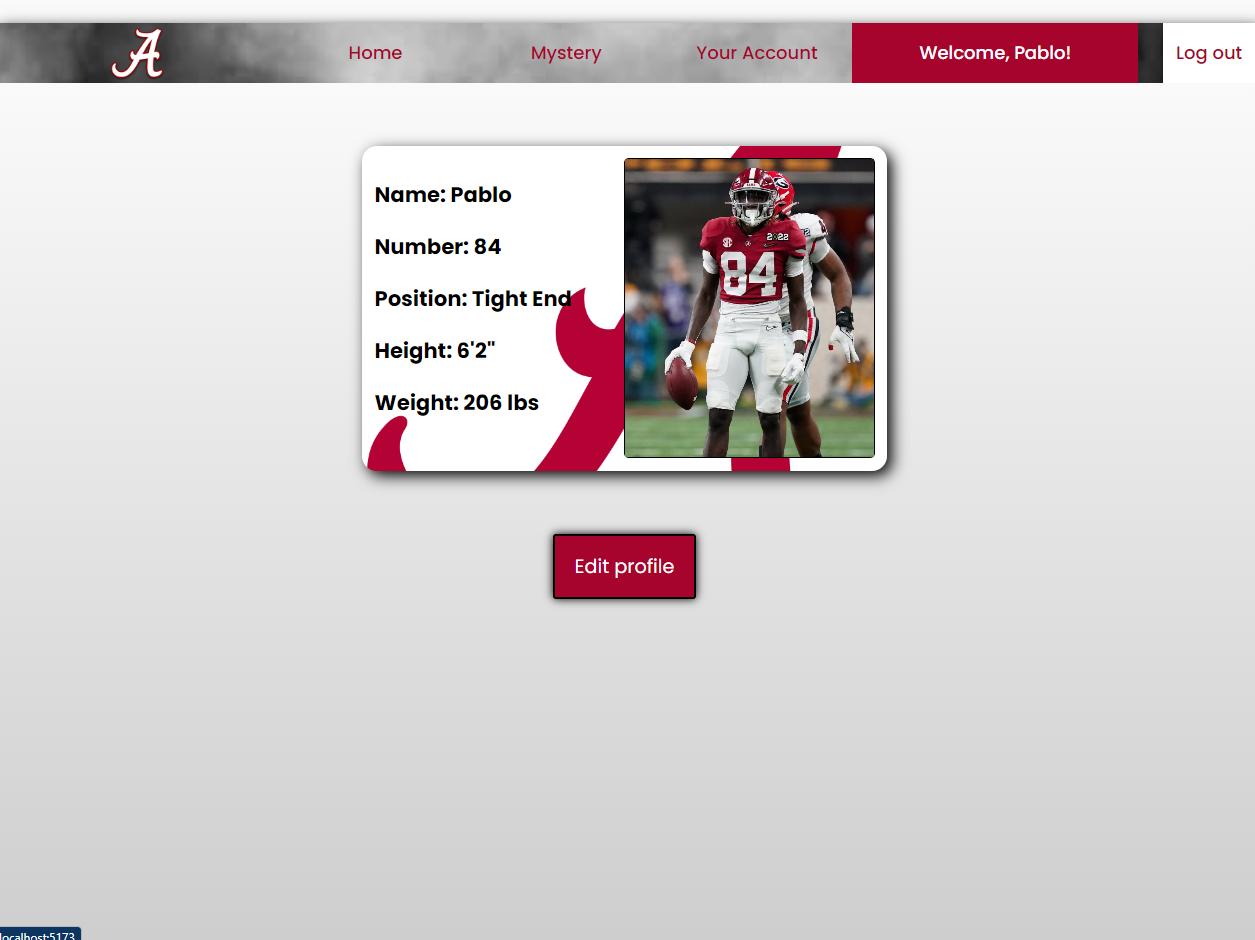 A
Home
Mystery
Your Account
Welcome, Pablo!
Log out
Name: Pablo
Number: 84
Position: Tight End
Height: 6'2"
Weight: 206 lbs
2022
SEC
84
G
Edit profile
localhost:5173